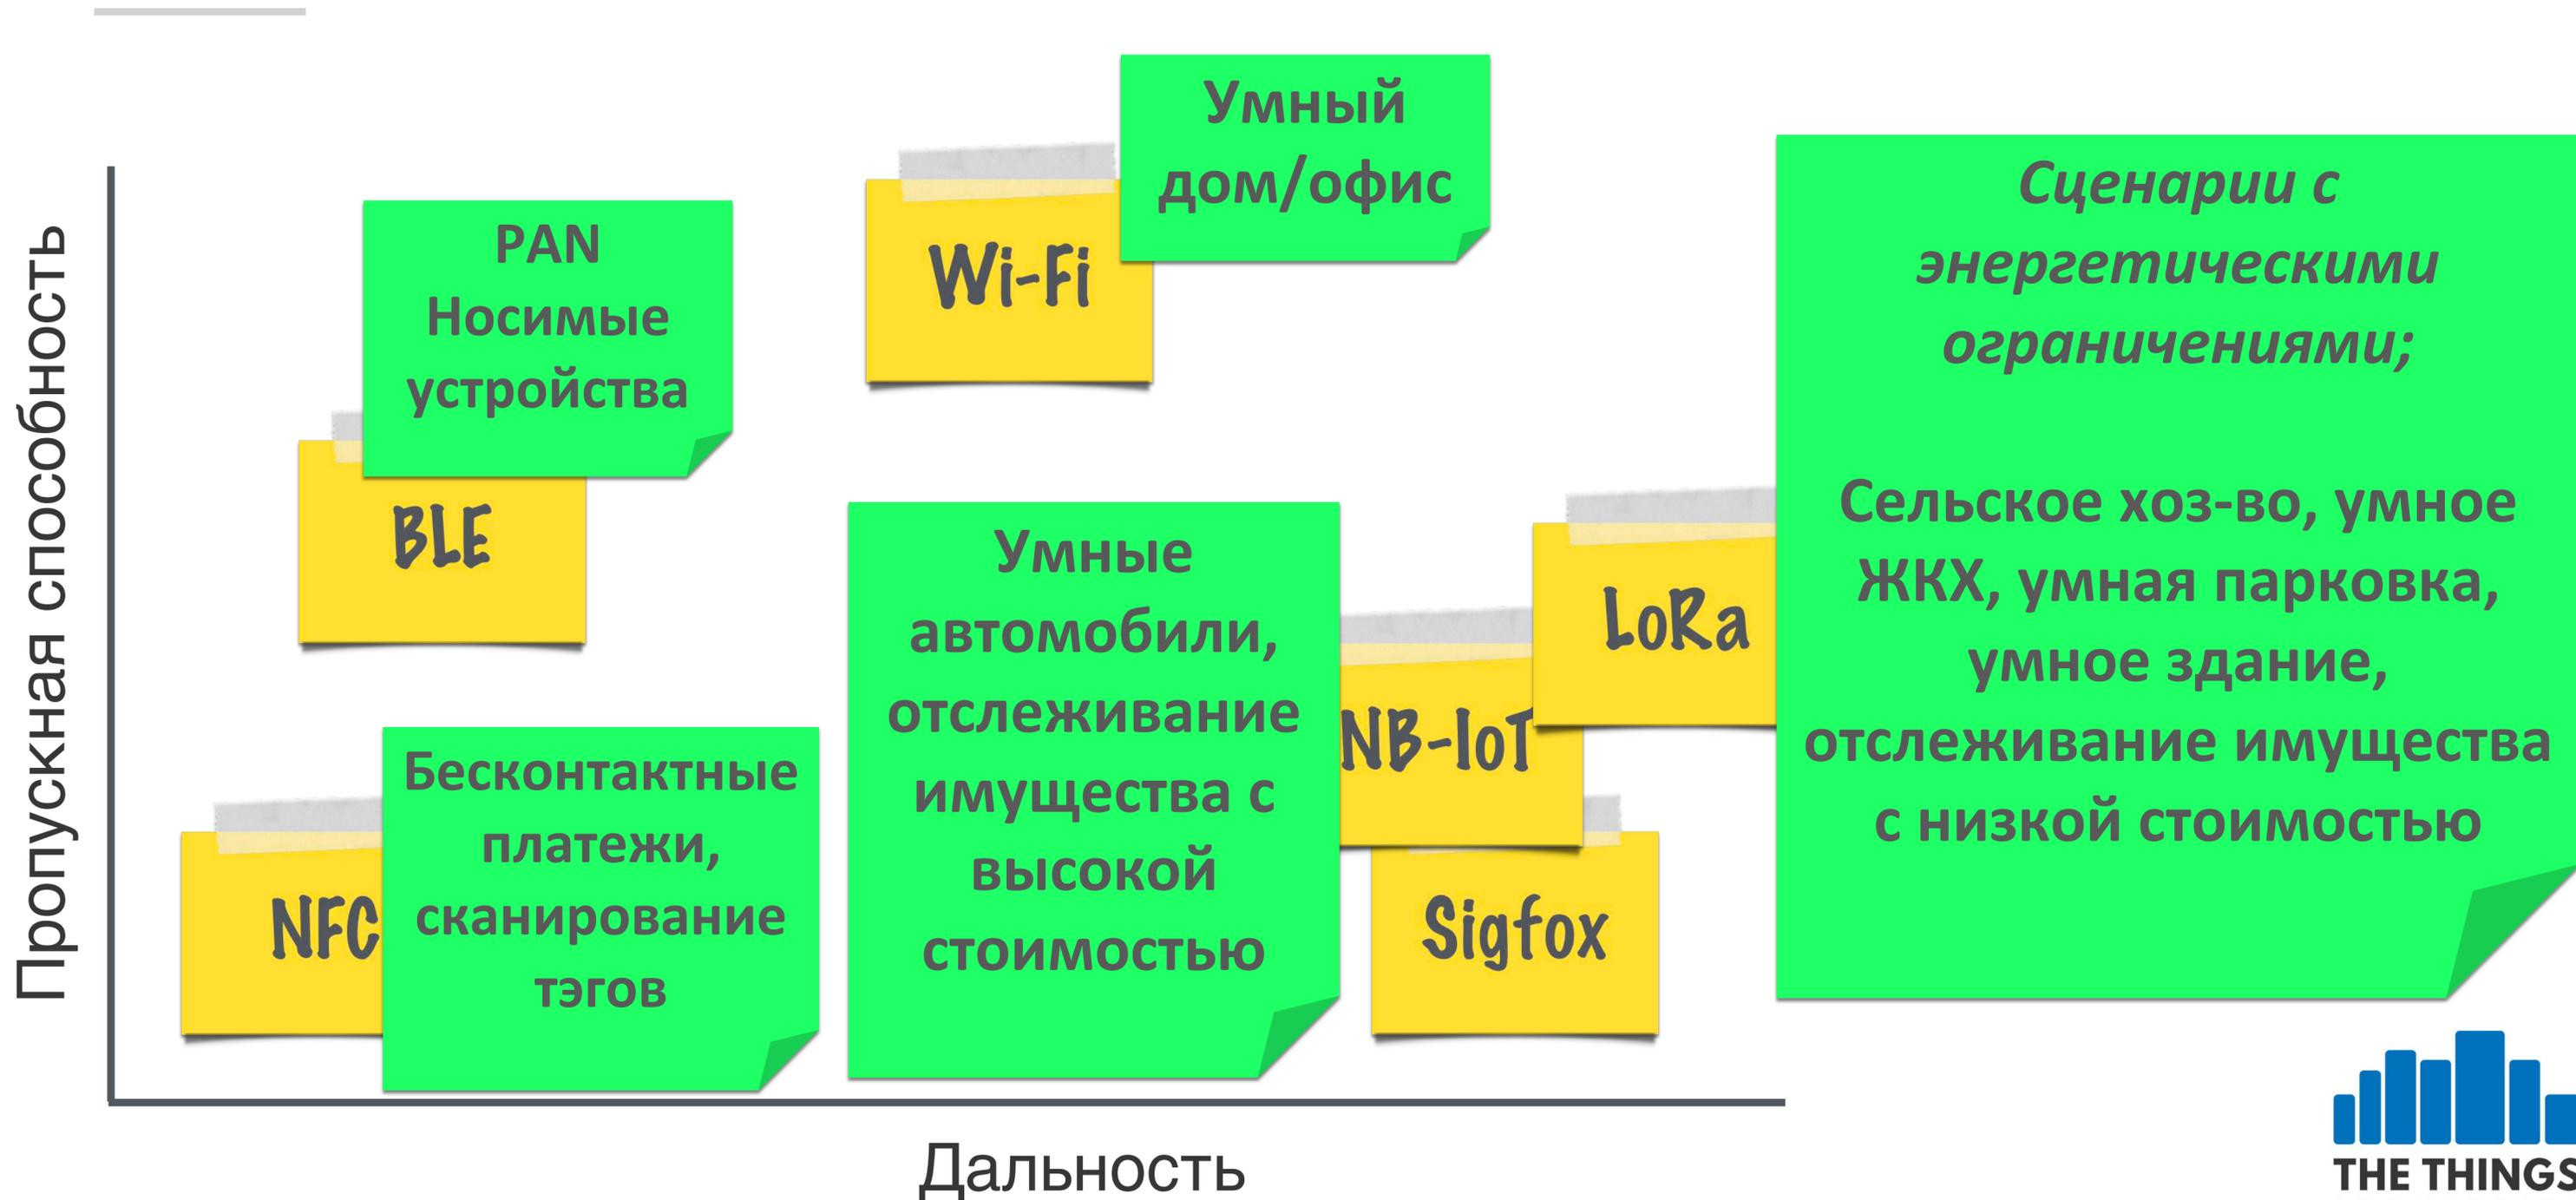 Пропускная способность
PAN
Носимые
устройства
BLE
Wi-Fi
Умный
дом/офис
Бесконтактные
платежи,
сканирование
тэгов
NFC
Умные
автомобили,
отслеживание
имущества с
высокой
стоимостью
NB-IoT
LoRa
Sigfox
Сценарии с
энергетическими
ограничениями;
Сельское хоз-во, умное
ЖКХ, умная парковка,
умное здание,
отслеживание имущества
с низкой стоимостью
Дальность
THE THINGS